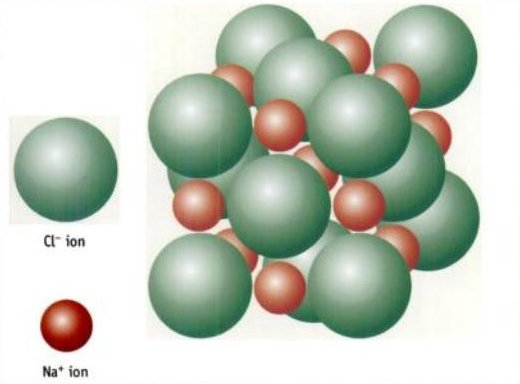 Cl⁻ ion
Na⁺ ion